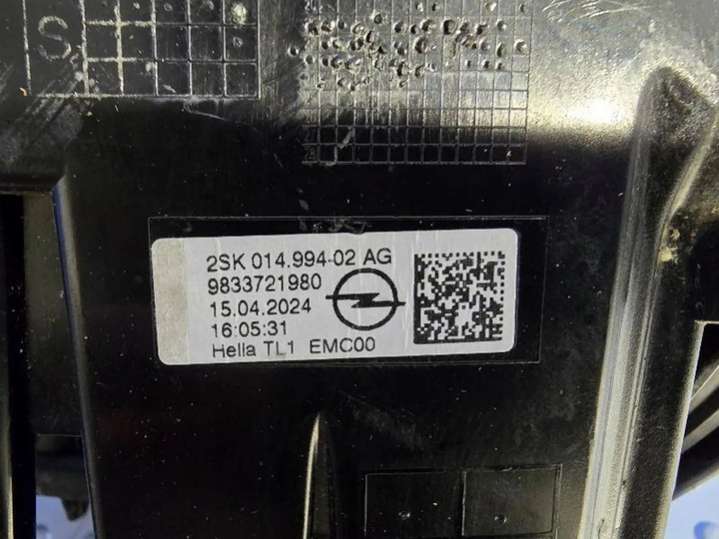 S
2SK 014.994-02 AG
9833721980
15.04.2024
16:05:31
Hella TL1 EMC00